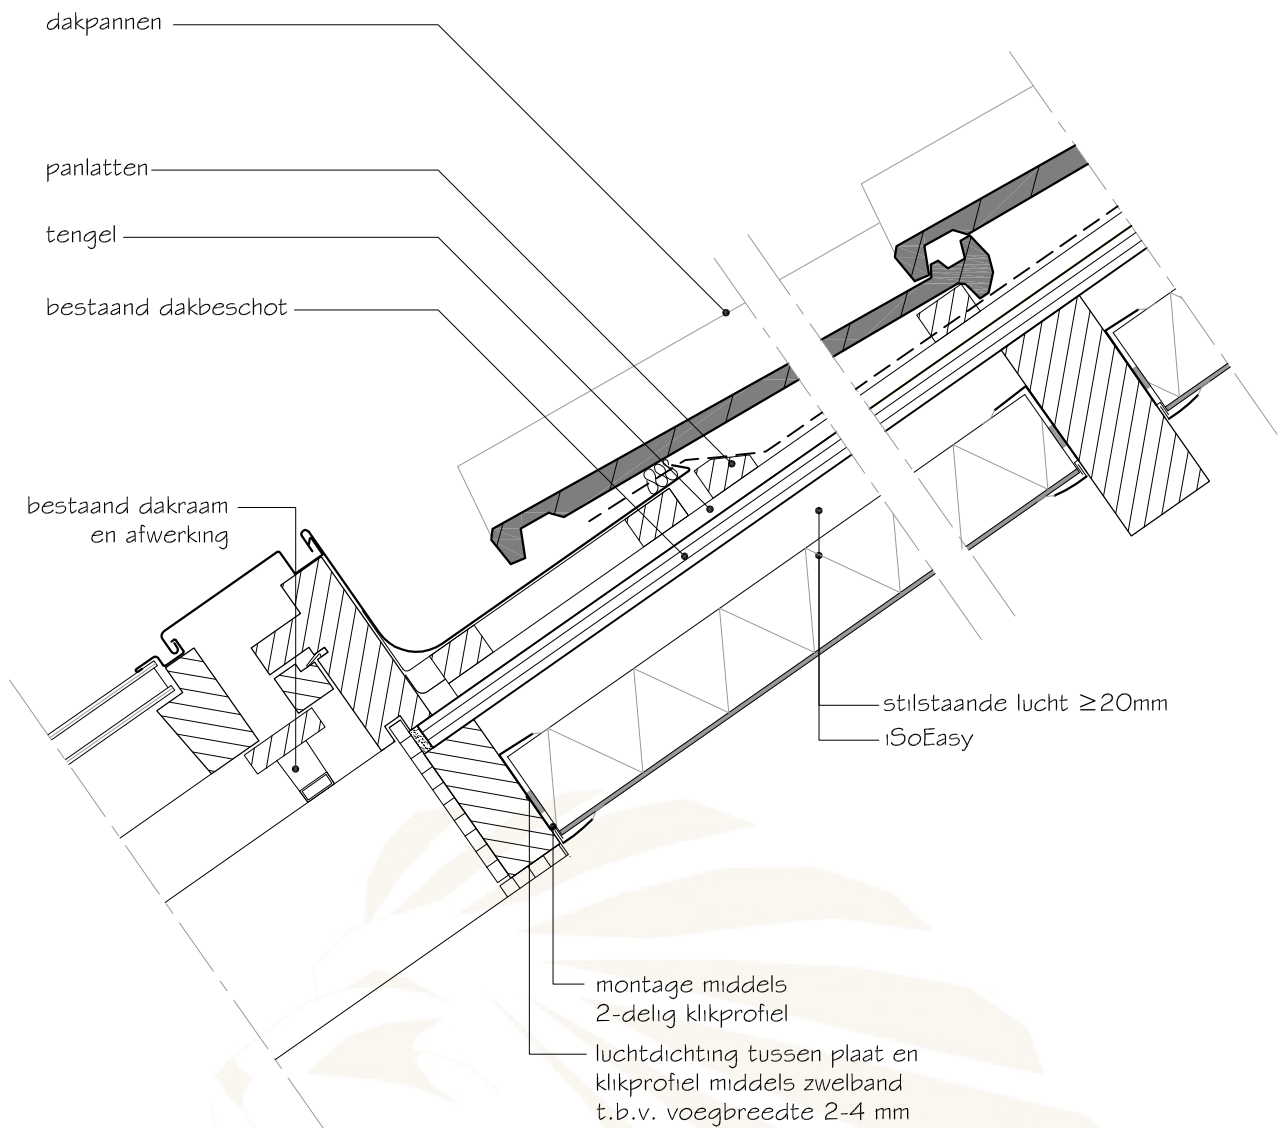 dakpannen
panlatten
tengel
bestaand dakbeschot
bestaand dakraam
en afwerking
stilstaande lucht ≥20mm
iSoEasy
montage middels
2-delig klikprofiel
luchtdichting tussen plaat en
klikprofiel middels zwelband
t.b.v. voegbreedte 2-4 mm